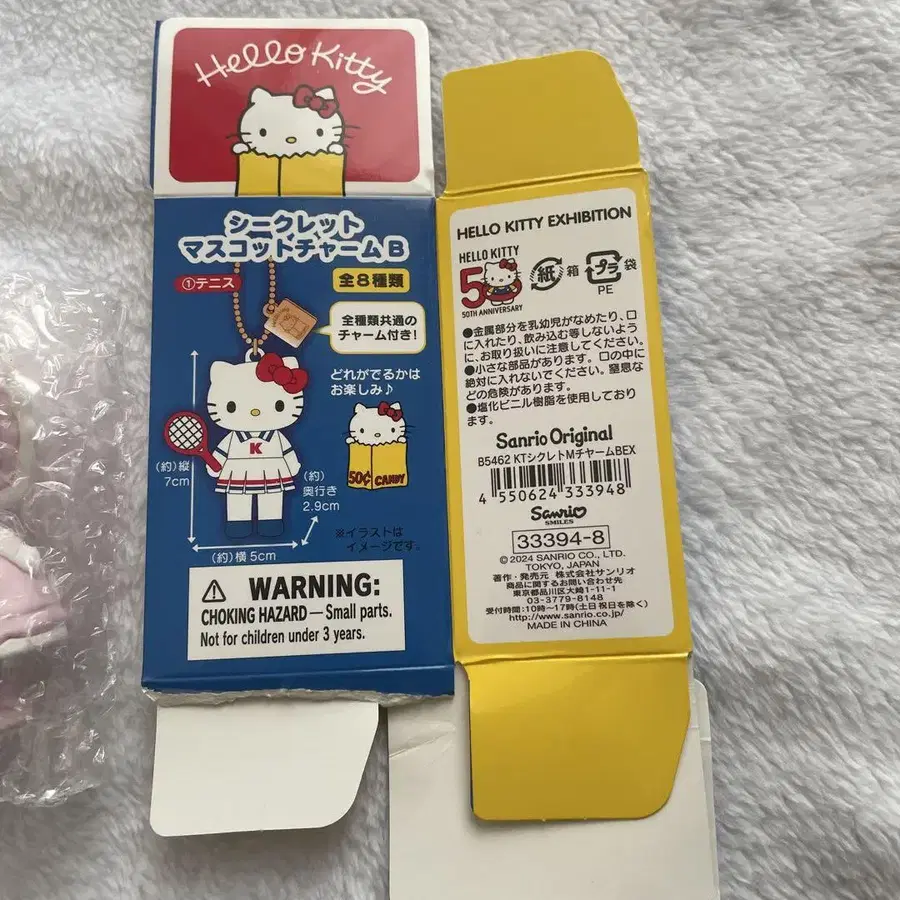 Hello Kitty
シークレット
マスコットチャームB
①テニス
全8種類
全種類共通の
チャーム付き!
どれがでるかは
お楽しみ♪
K
50¢ CANDY
(約)縦
7cm
(約)
奥行き
2.9cm
(約)横 5cm
※イラストは
イメージです。
WARNING:
CHOKING HAZARD — Small parts.
Not for children under 3 years.
HELLO KITTY EXHIBITION
HELLO KITTY
50
50TH ANNIVERSARY
紙 箱
プラ 袋
PE
●金属部分を乳幼児がなめたり、口
に入れたり、飲み込む等しないよう
に、お取り扱いに注意してください。
●小さな部品があります。口の中に
絶対に入れないでください。窒息な
どの危険があります。
●塩化ビニル樹脂を使用しており
ます。
Sanrio Original
B5462 KTシクレトMチャームBEX
4 550624 333948
Sanrio
SMILES
33394-8
©2024 SANRIO CO., LTD.
TOKYO, JAPAN
著作・発売元 株式会社サンリオ
商品に関するお問い合わせ先
東京都品川区大崎1-11-1
03-3779-8148
受付時間:10時〜17時(土日祝日を除く)
http://www.sanrio.co.jp/
MADE IN CHINA